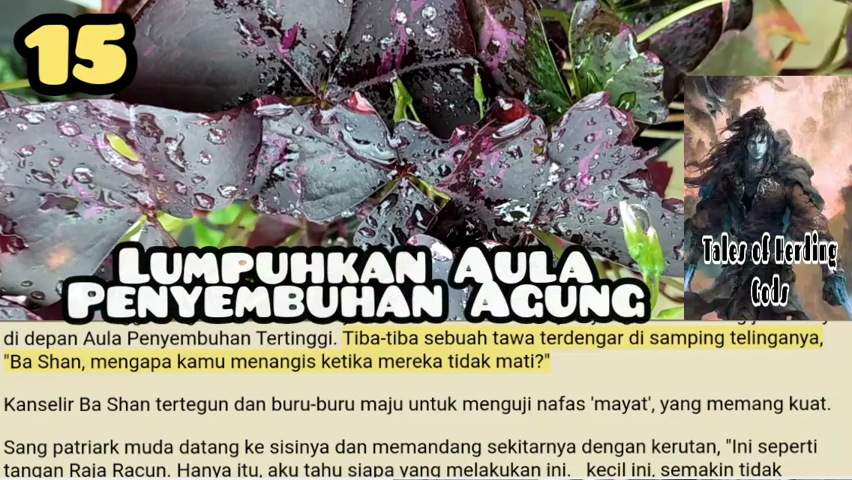 15
Tales of Herding
Gods
LUMPUHKAN AULA
PENYEMBUHAN AGUNG
di depan Aula Penyembuhan Tertinggi. Tiba-tiba sebuah tawa terdengar di samping telinganya,
"Ba Shan, mengapa kamu menangis ketika mereka tidak mati?"
Kanselir Ba Shan tertegun dan buru-buru maju untuk menguji nafas 'mayat', yang memang kuat.
Sang patriark muda datang ke sisinya dan memandang sekitarnya dengan kerutan, "Ini seperti
tangan Raja Racun. Hanya itu, aku tahu siapa yang melakukan ini. kecil ini, semakin tidak